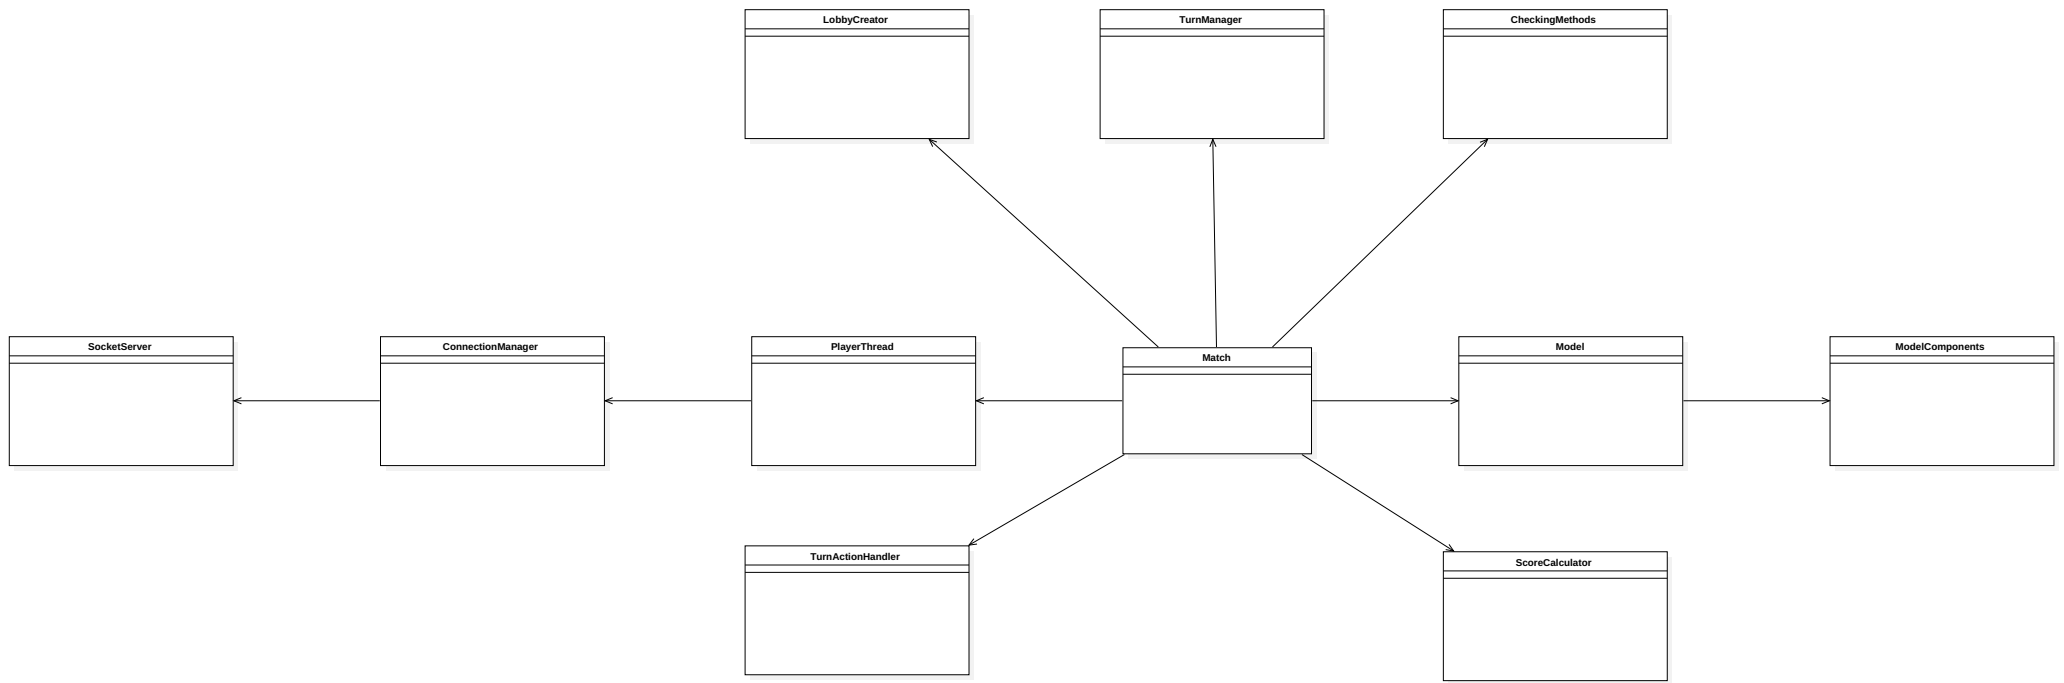 LobbyCreator
TurnManager
CheckingMethods
SocketServer
ConnectionManager
PlayerThread
Match
Model
ModelComponents
TurnActionHandler
ScoreCalculator